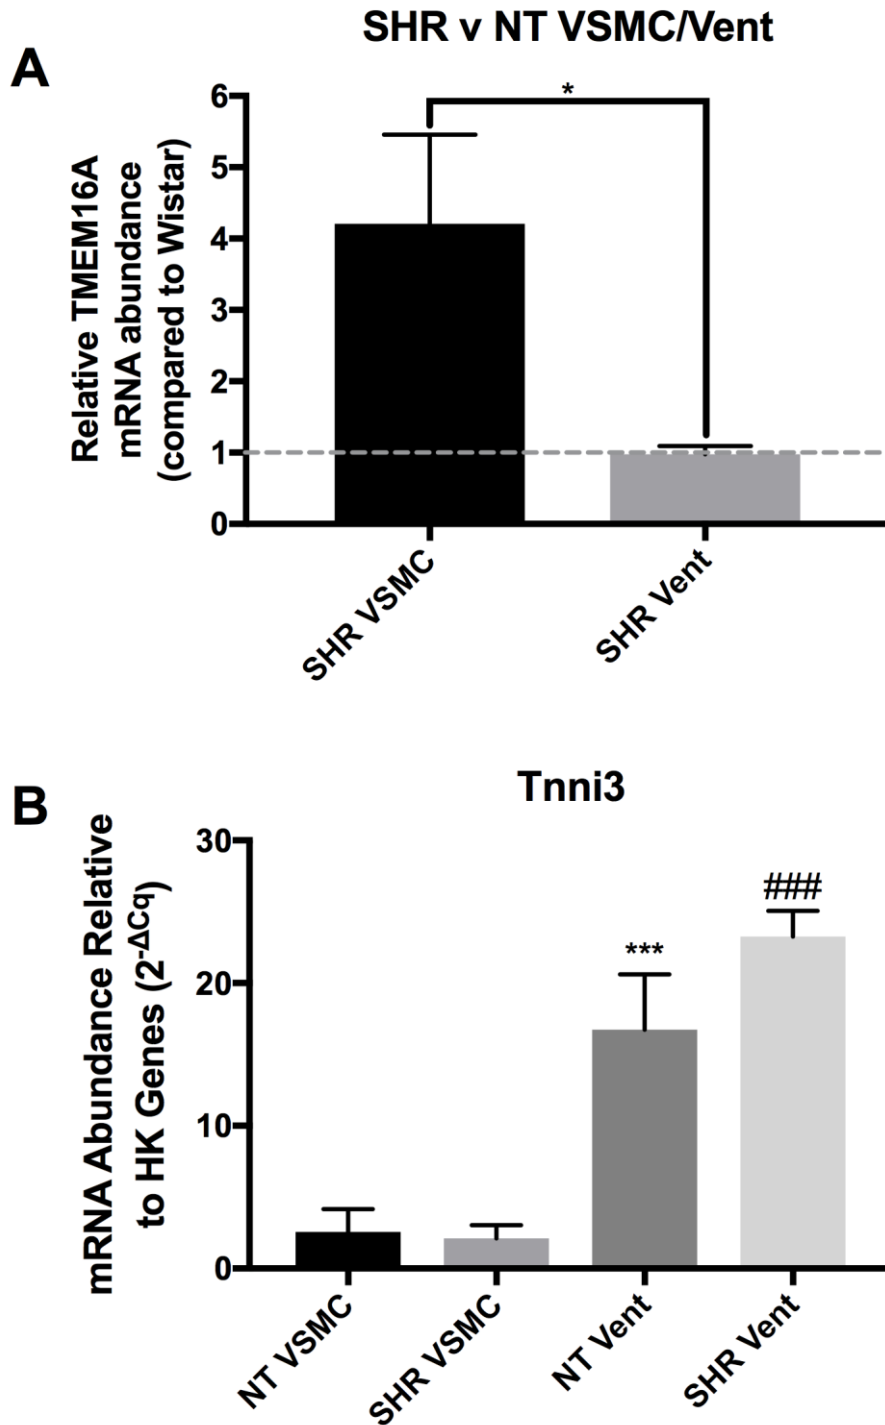 SHR v NT VSMC/Vent
A
Relative TMEM16A
mRNA abundance
(compared to Wistar)
6
5
4
3
2
1
0
*
SHR VSMC
SHR Vent
B
Tnni3
mRNA Abundance Relative
to HK Genes (2^-ΔCq)
30
20
10
0
***
###
NT VSMC
SHR VSMC
NT Vent
SHR Vent